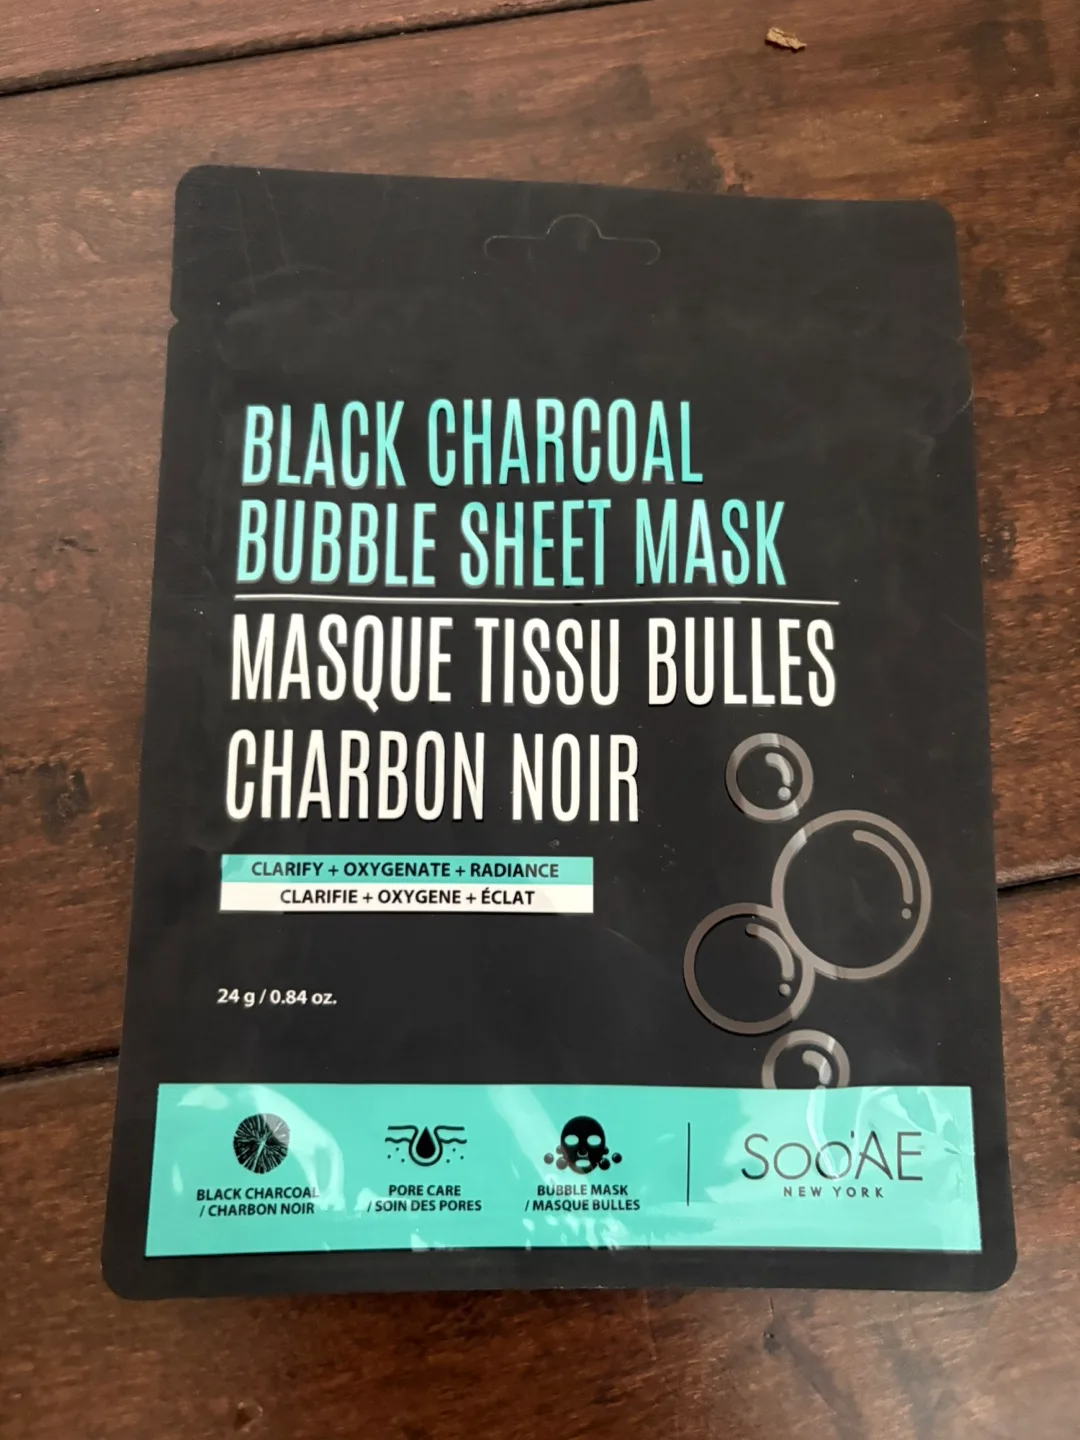 BLACK CHARCOAL
BUBBLE SHEET MASK
MASQUE TISSU BULLES
CHARBON NOIR
CLARIFY + OXYGENATE + RADIANCE
CLARIFIE + OXYGENE + ÉCLAT
24 g / 0.84 oz.
BLACK CHARCOAL
/ CHARBON NOIR
PORE CARE
/ SOIN DES PORES
BUBBLE MASK
/ MASQUE BULLES
SOO'AE
NEW YORK